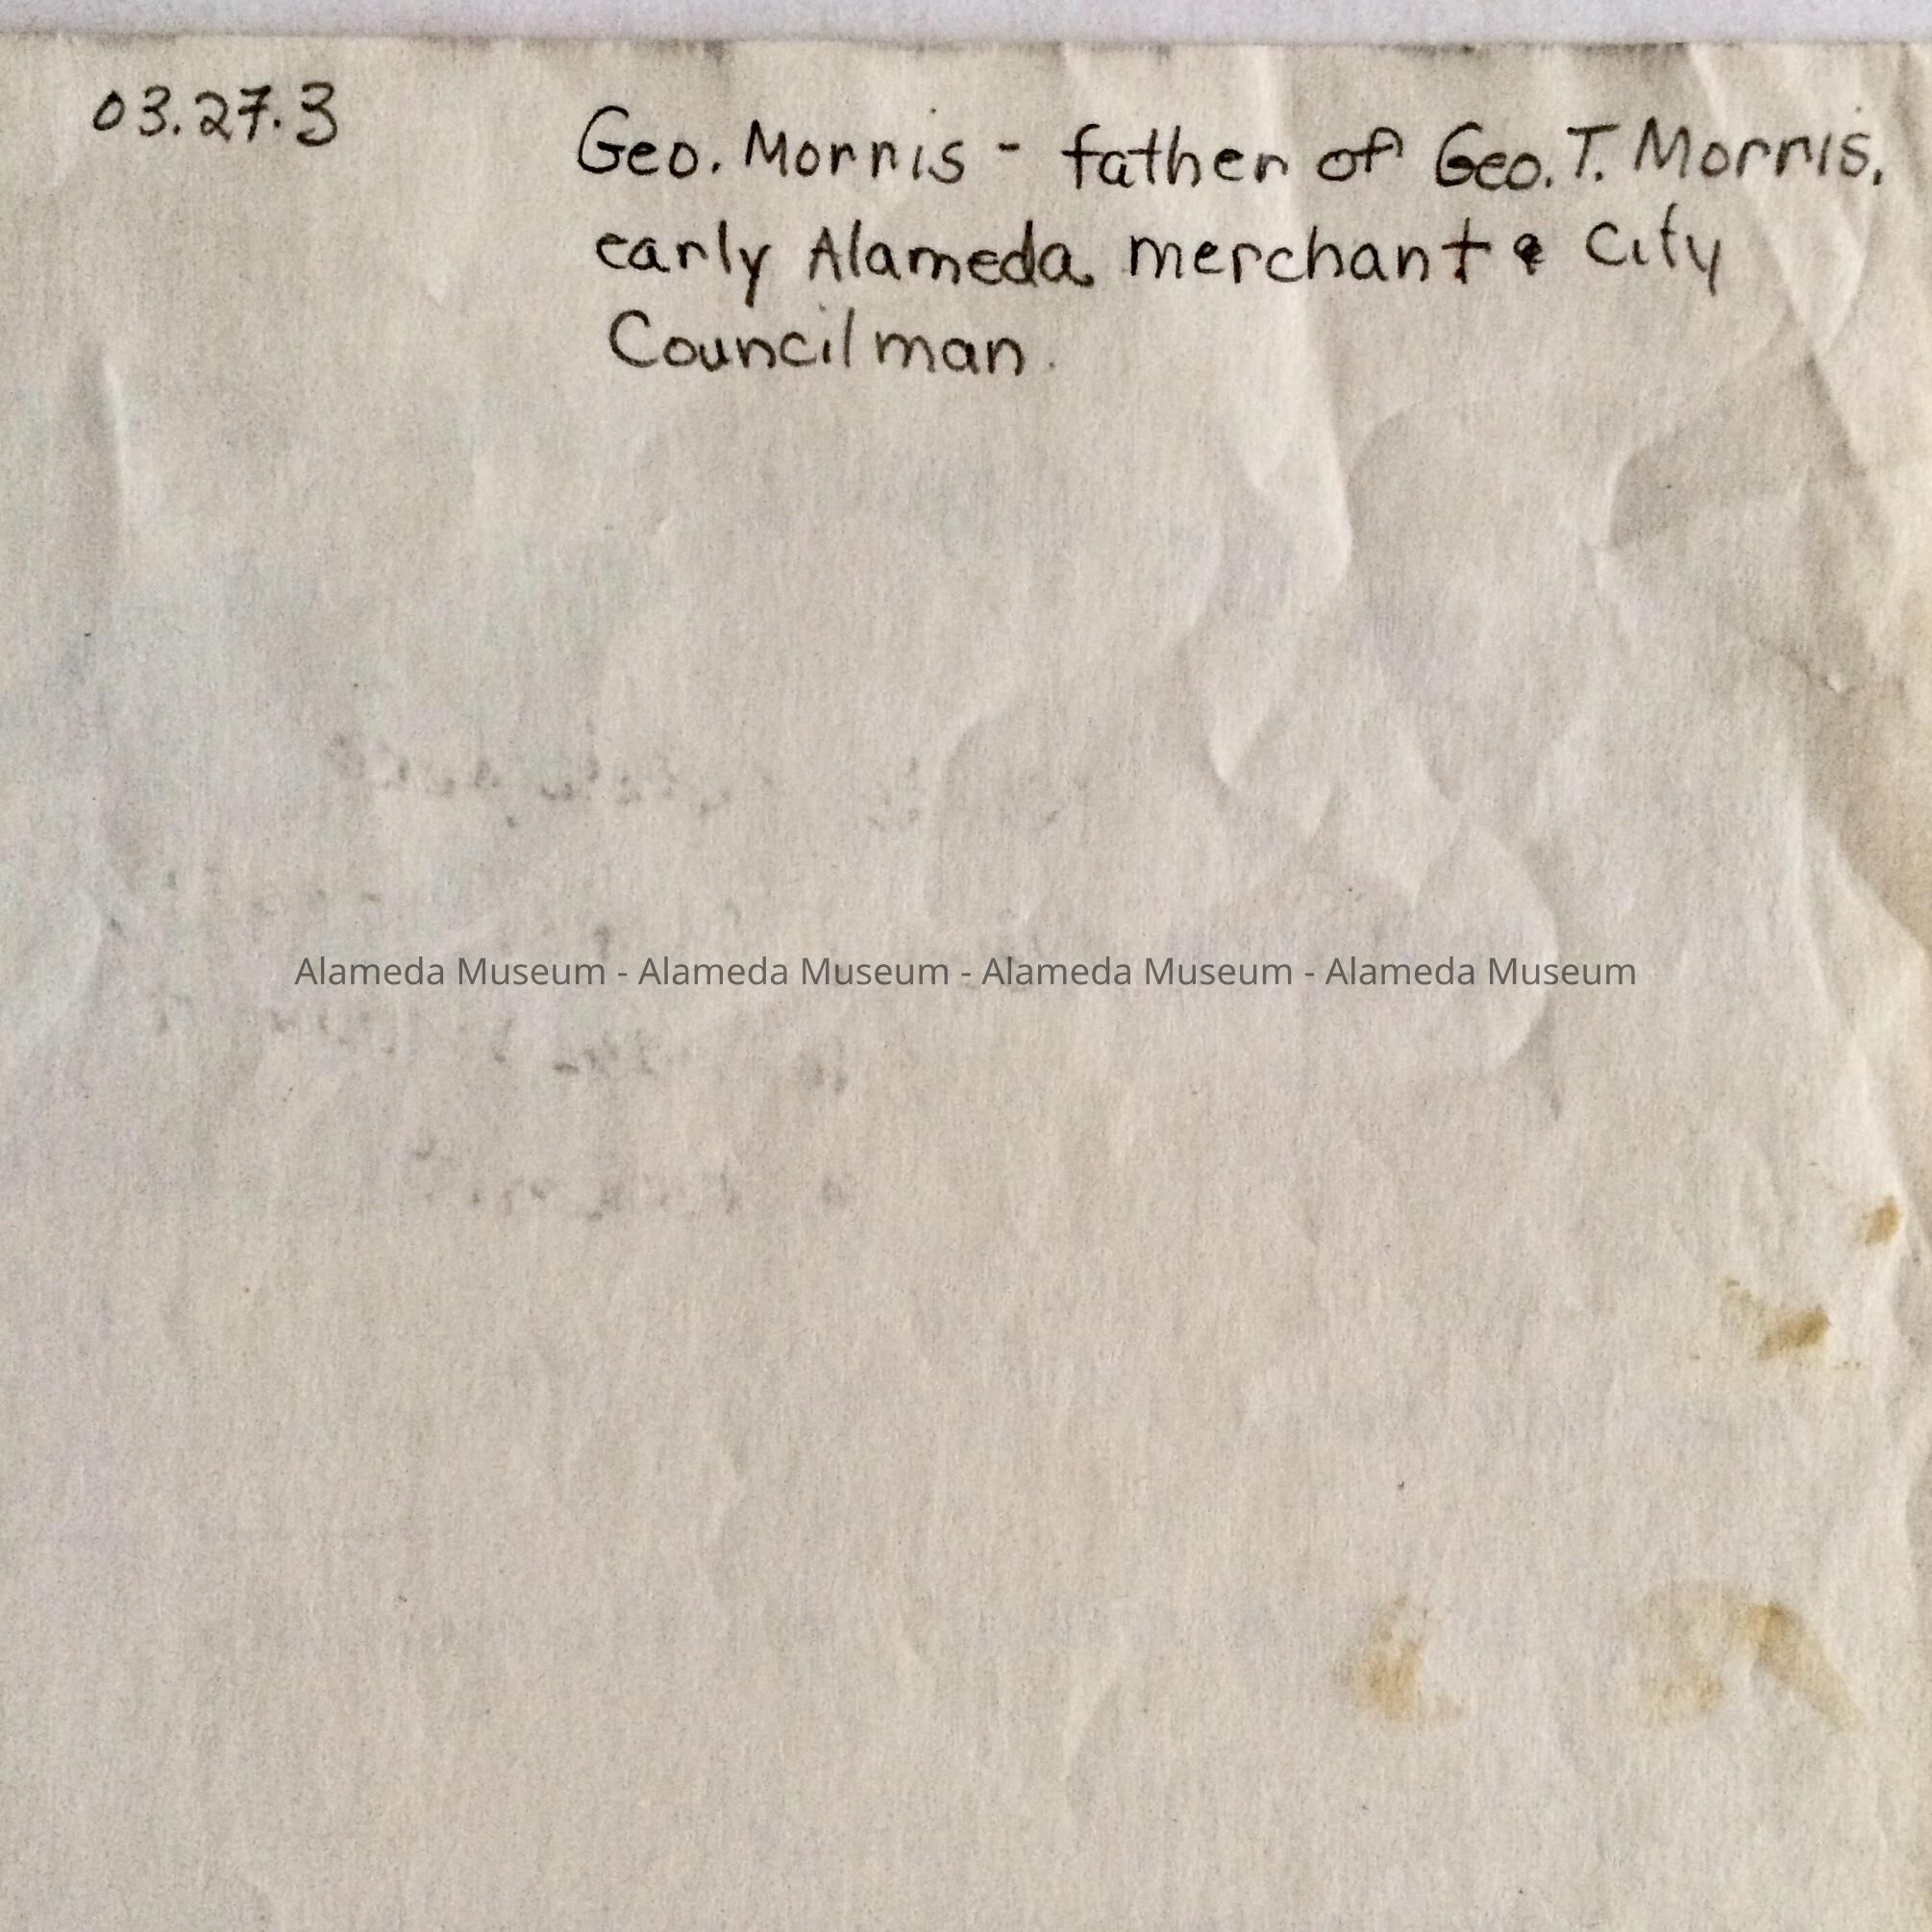 03.27.3
Geo. Morris - father of Geo. T. Morris,
early Alameda merchant & City
Councilman.
Alameda Museum - Alameda Museum - Alameda Museum - Alameda Museum